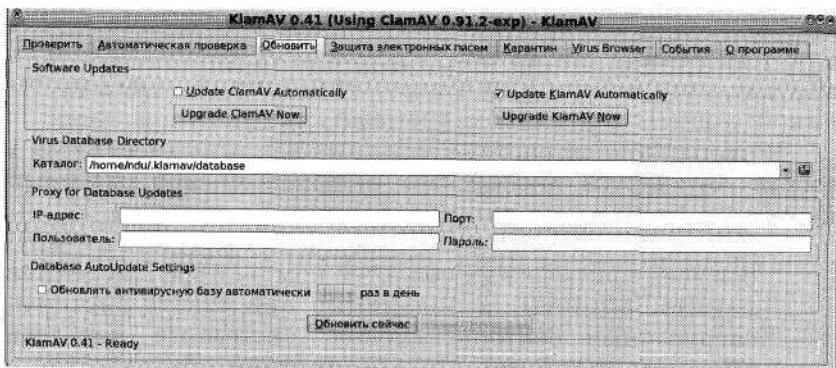 KlamAV 0.41 (Using ClamAV 0.91.2-exp) - KlamAV
Проверить Автоматическая проверка Обновить Защита электронных писем Карантин Virus Browser События О программе
Software Updates
Update ClamAV Automatically Update KlamAV Automatically
Upgrade ClamAV Now Upgrade KlamAV Now
Virus Database Directory
Каталог: /home/ndu/.klamav/database
Proxy for Database Updates
IP-адрес: Порт:
Пользователь: Пароль:
Database AutoUpdate Settings
Обновлять антивирусную базу автоматически раз в день
Обновить сейчас
KlamAV 0.41 - Ready